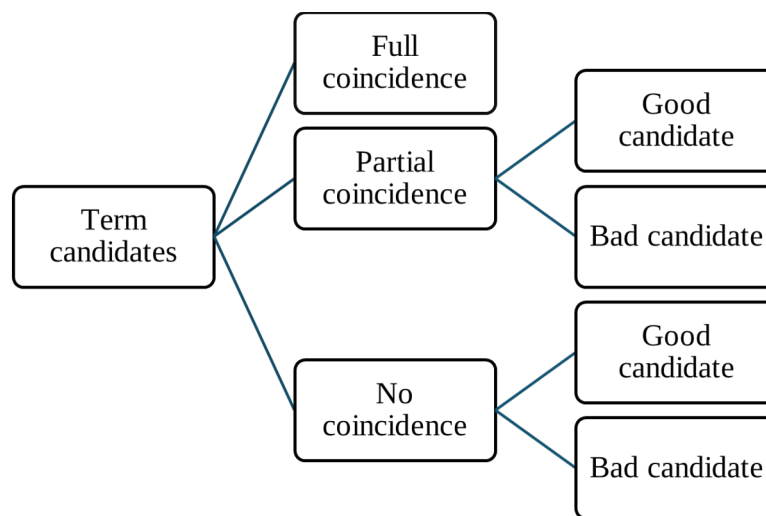 Term
candidates
Full
coincidence
Partial
coincidence
Good
candidate
Bad candidate
No
coincidence
Good
candidate
Bad candidate